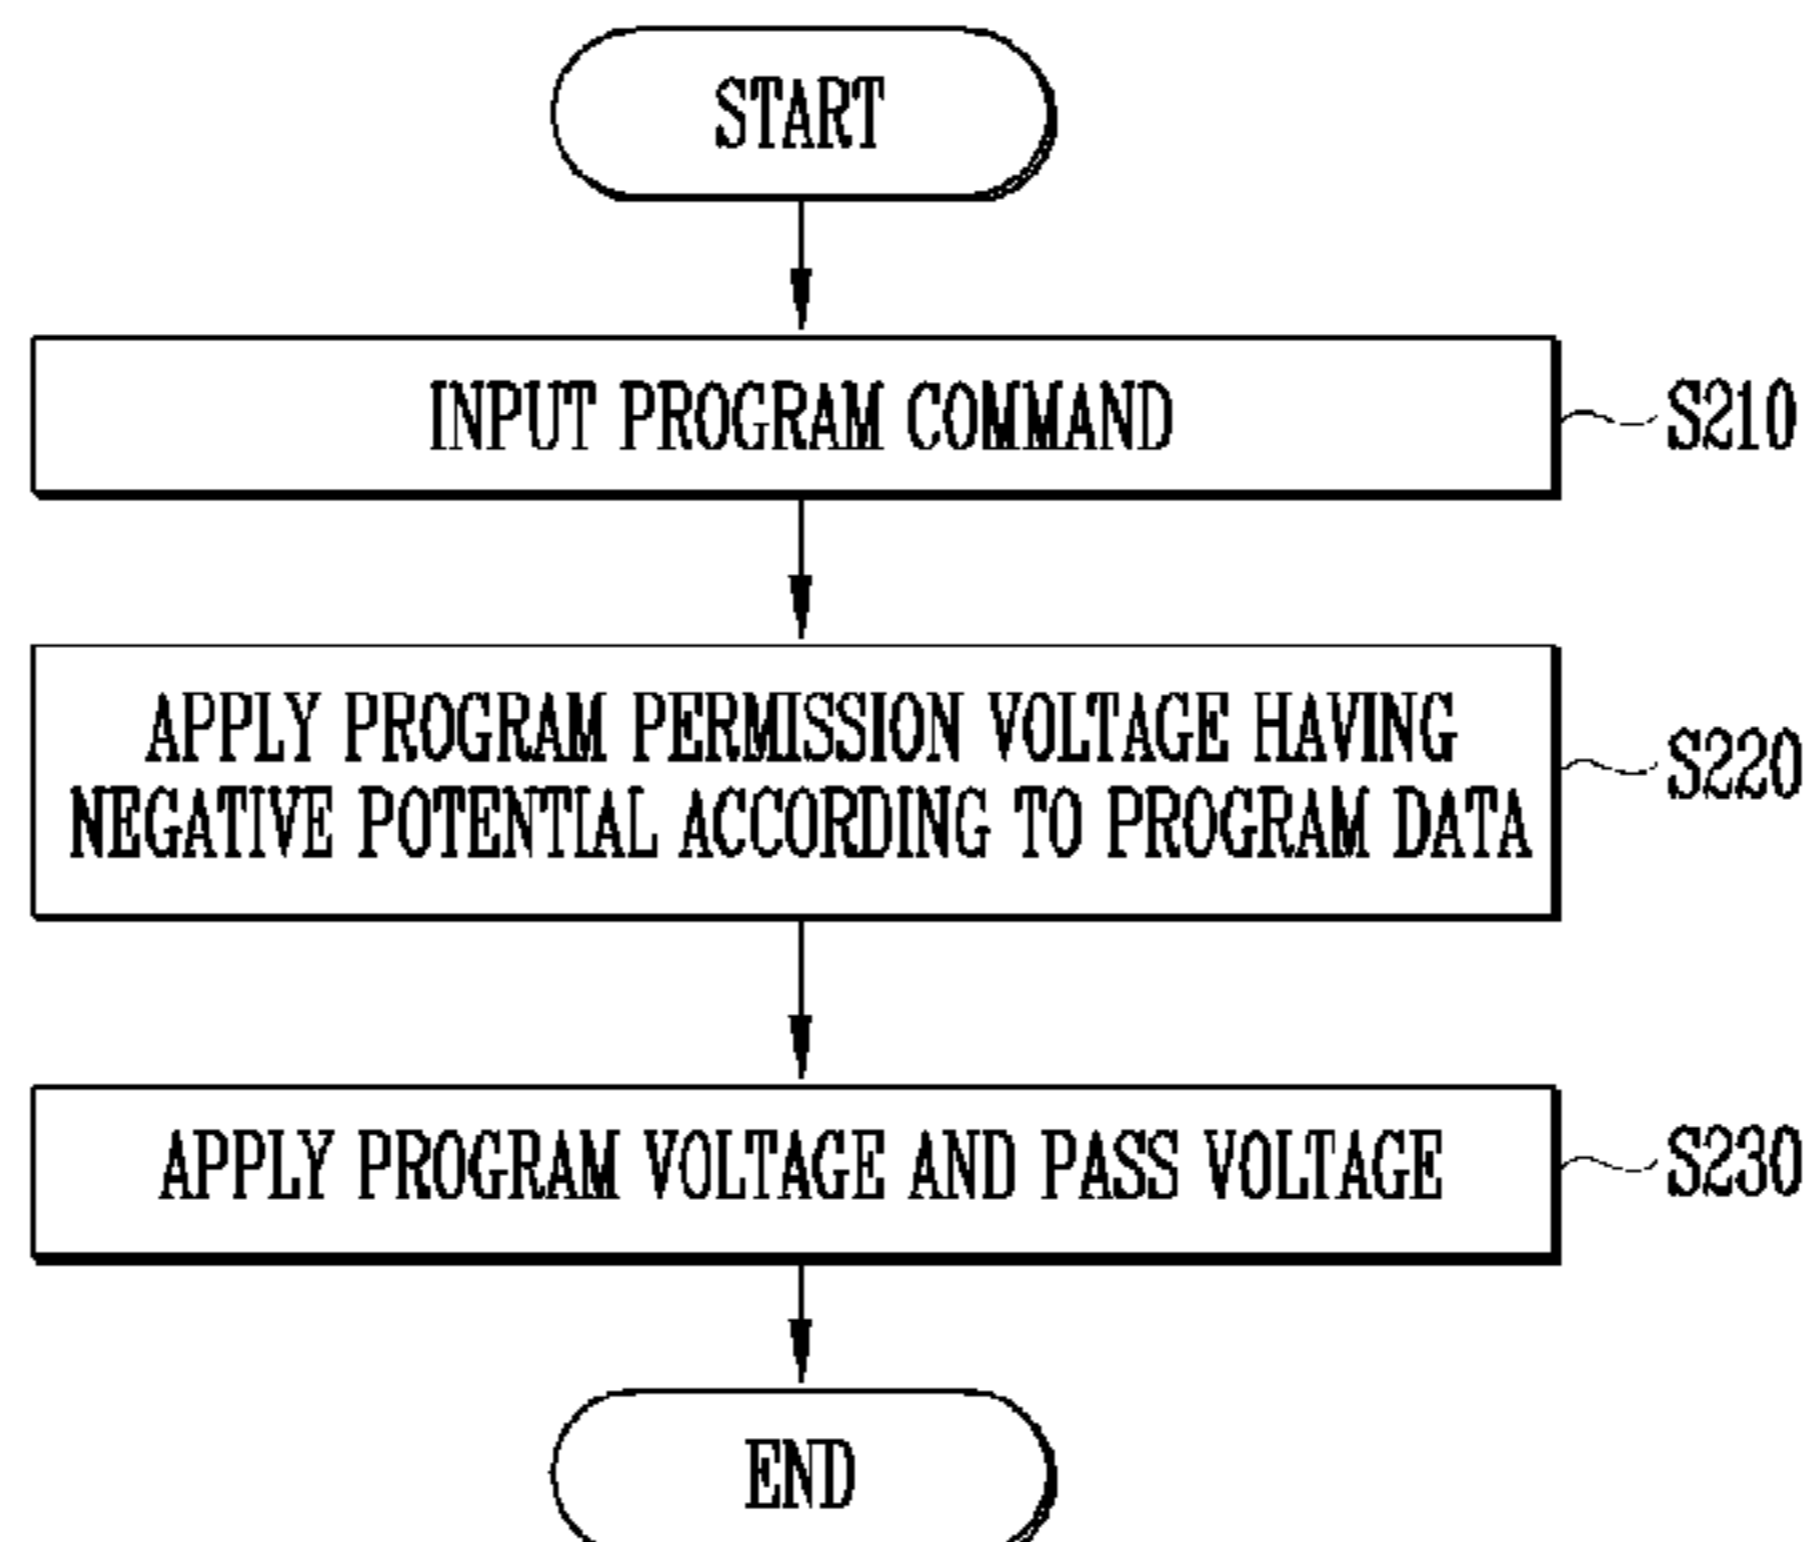 START
INPUT PROGRAM COMMAND
S210
APPLY PROGRAM PERMISSION VOLTAGE HAVING
NEGATIVE POTENTIAL ACCORDING TO PROGRAM DATA
S220
APPLY PROGRAM VOLTAGE AND PASS VOLTAGE
S230
END